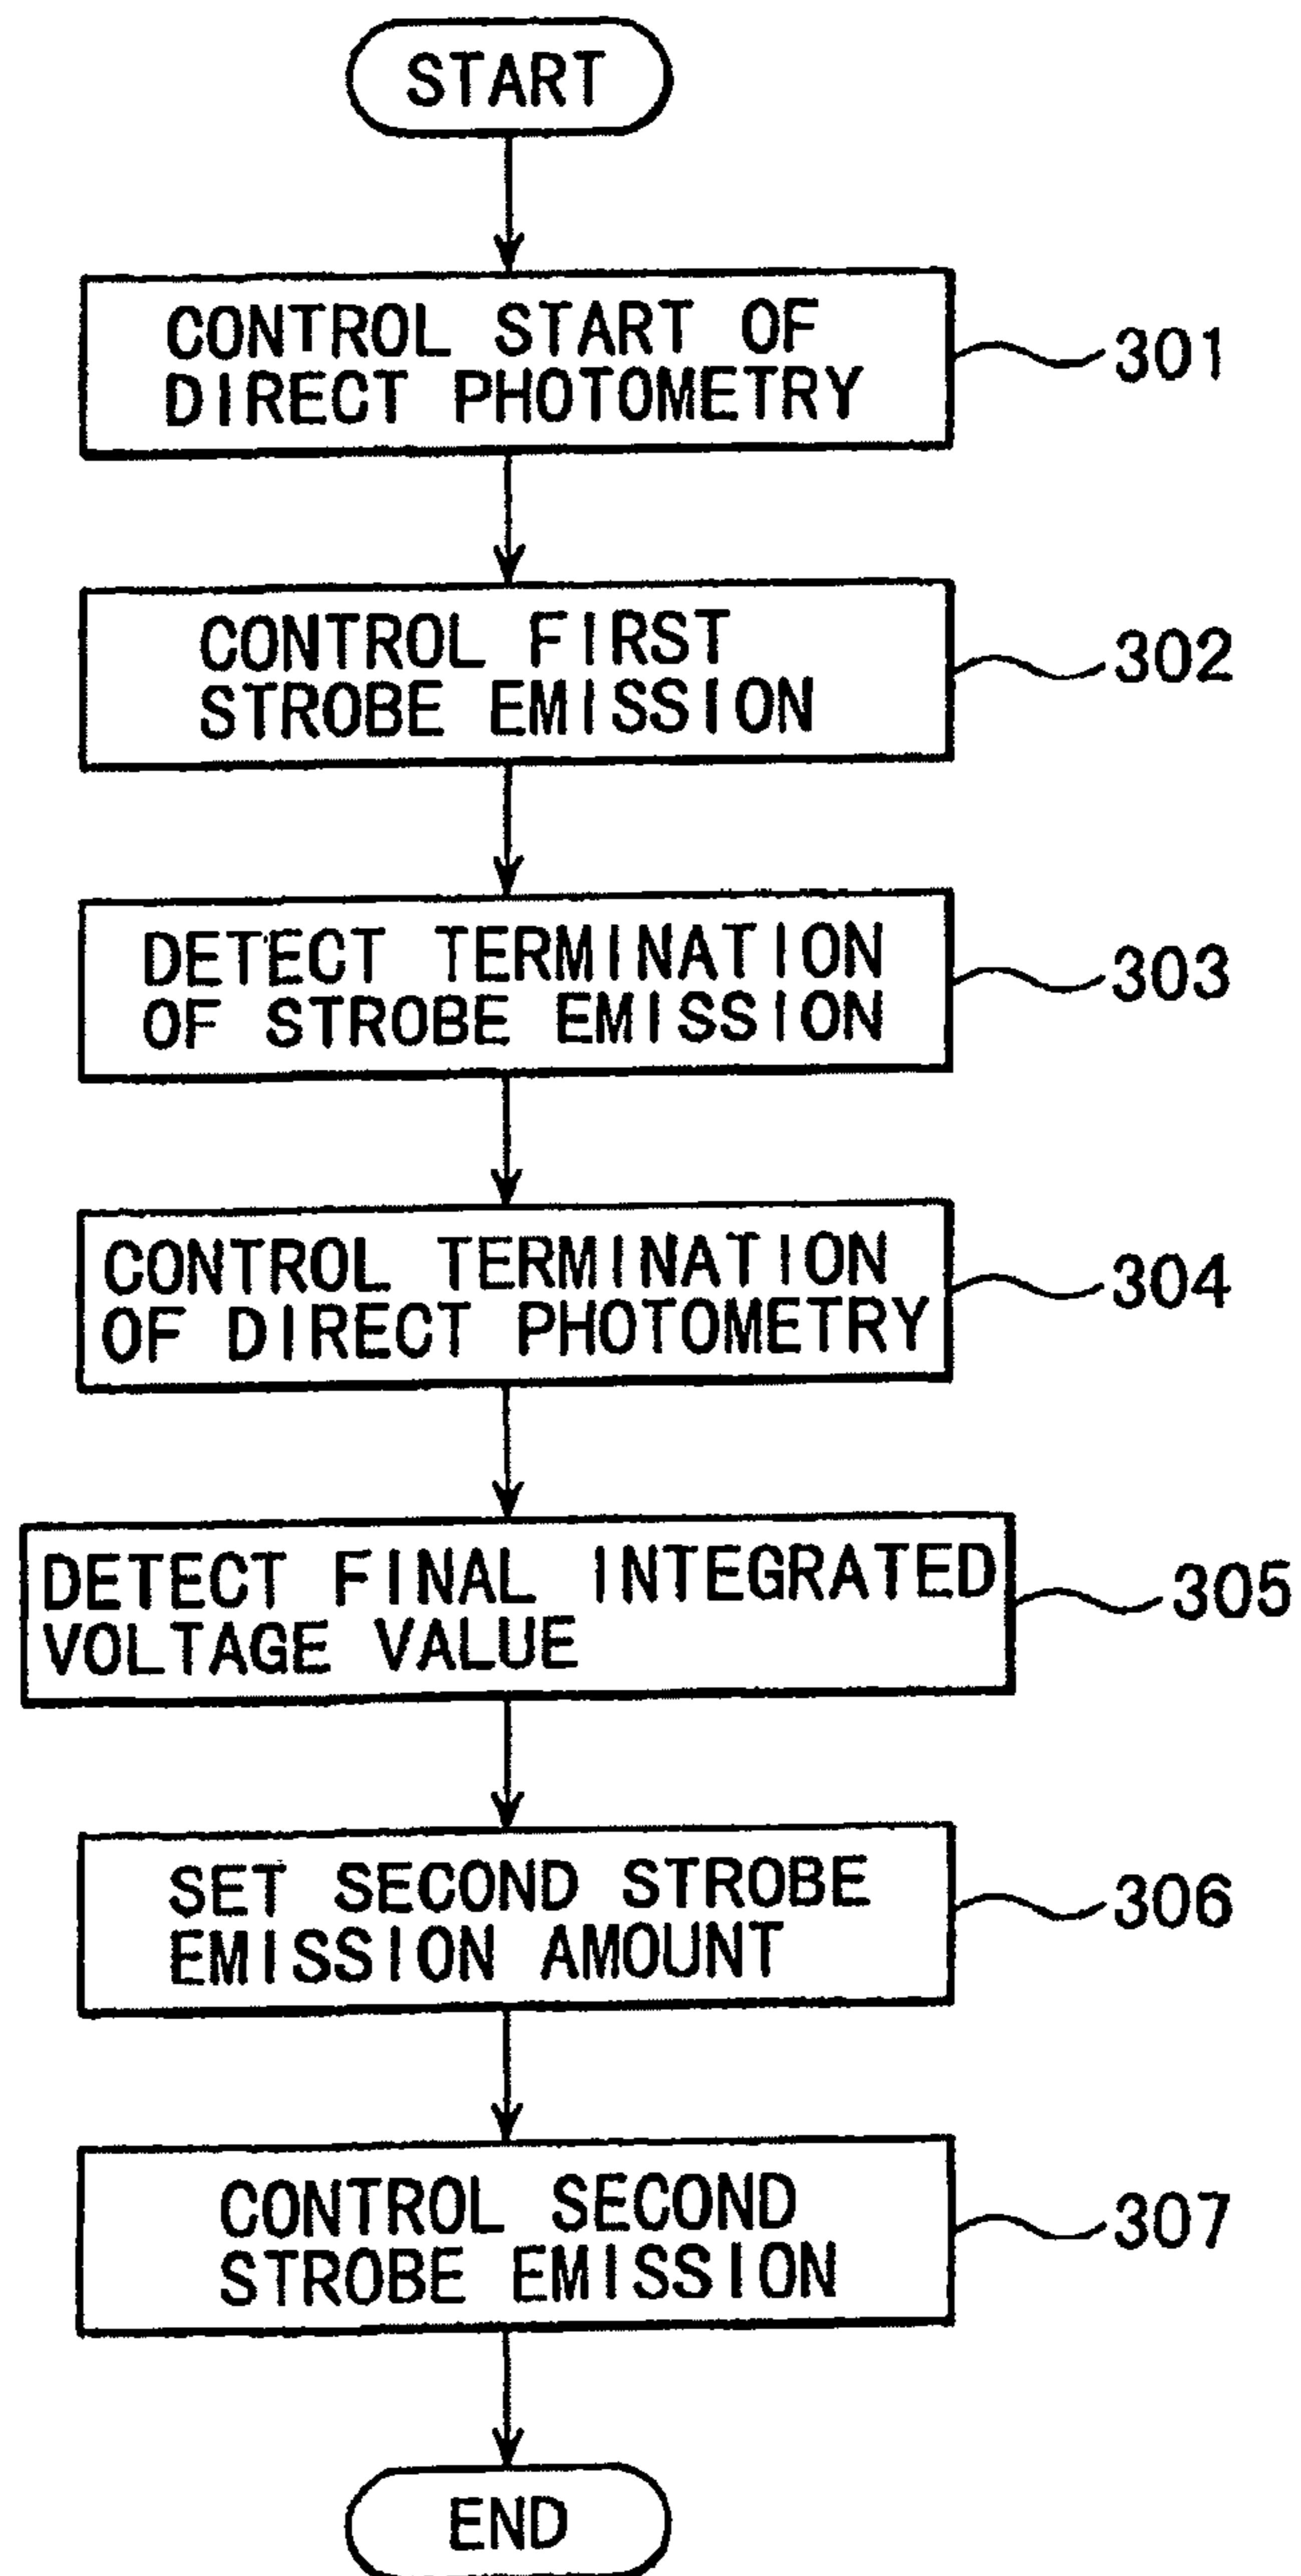 START
CONTROL START OF
DIRECT PHOTOMETRY
301
CONTROL FIRST
STROBE EMISSION
302
DETECT TERMINATION
OF STROBE EMISSION
303
CONTROL TERMINATION
OF DIRECT PHOTOMETRY
304
DETECT FINAL INTEGRATED
VOLTAGE VALUE
305
SET SECOND STROBE
EMISSION AMOUNT
306
CONTROL SECOND
STROBE EMISSION
307
END